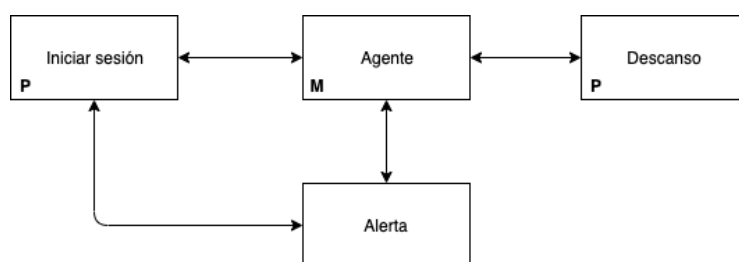 Iniciar sesión
P
Agente
M
Descanso
P
Alerta